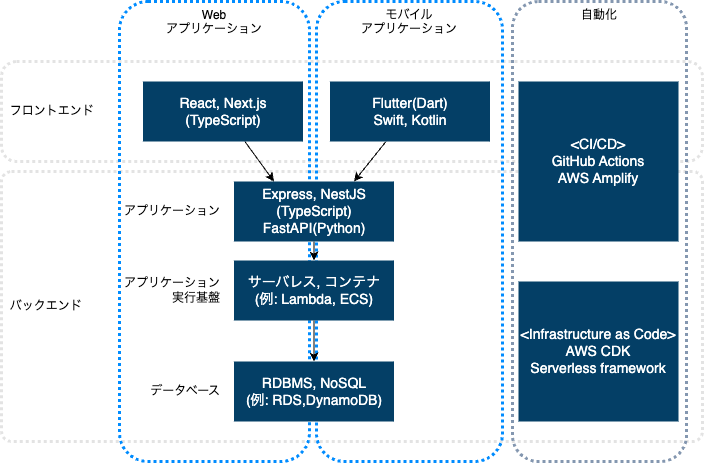 Web
アプリケーション
モバイル
アプリケーション
自動化
フロントエンド
React, Next.js
(TypeScript)
Flutter(Dart)
Swift, Kotlin
<CI/CD>
GitHub Actions
AWS Amplify
バックエンド
アプリケーション
Express, NestJS
(TypeScript)
FastAPI(Python)
アプリケーション
実行基盤
サーバレス, コンテナ
(例: Lambda, ECS)
<Infrastructure as Code>
AWS CDK
Serverless framework
データベース
RDBMS, NoSQL
(例: RDS,DynamoDB)